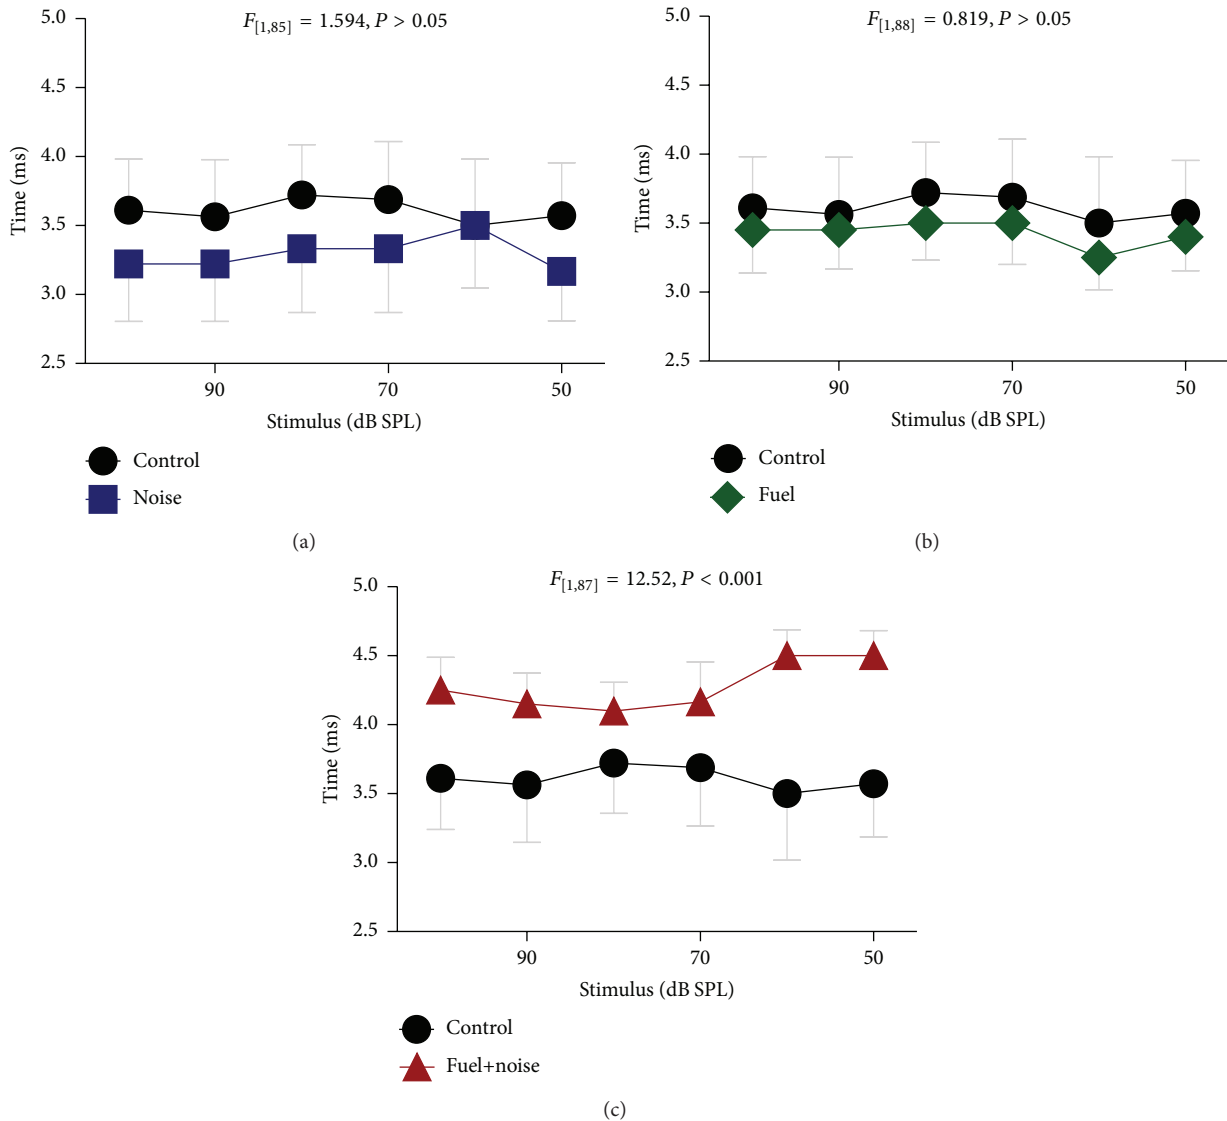 F[1,85] = 1.594, P > 0.05
5.0
4.5
4.0
3.5
3.0
2.5
Time (ms)
90 70 50
Stimulus (dB SPL)
Control
Noise
(a)
F[1,88] = 0.819, P > 0.05
5.0
4.5
4.0
3.5
3.0
2.5
Time (ms)
90 70 50
Stimulus (dB SPL)
Control
Fuel
(b)
F[1,87] = 12.52, P < 0.001
5.0
4.5
4.0
3.5
3.0
2.5
Time (ms)
90 70 50
Stimulus (dB SPL)
Control
Fuel+noise
(c)